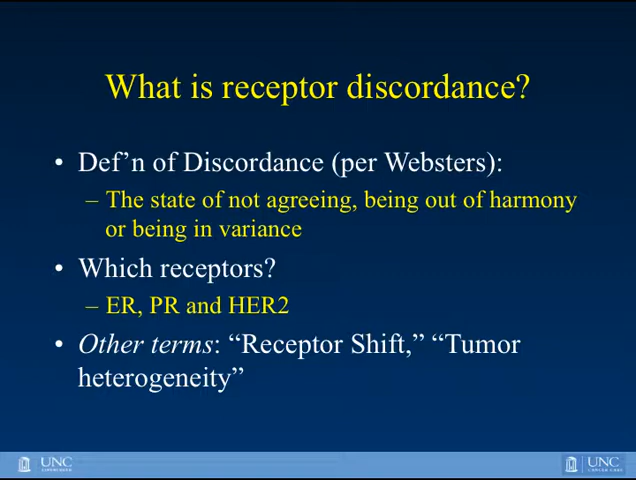 What is receptor discordance?
• Def’n of Discordance (per Websters):
– The state of not agreeing, being out of harmony
or being in variance
• Which receptors?
– ER, PR and HER2
• Other terms: “Receptor Shift,” “Tumor
heterogeneity”
UNC
UNC